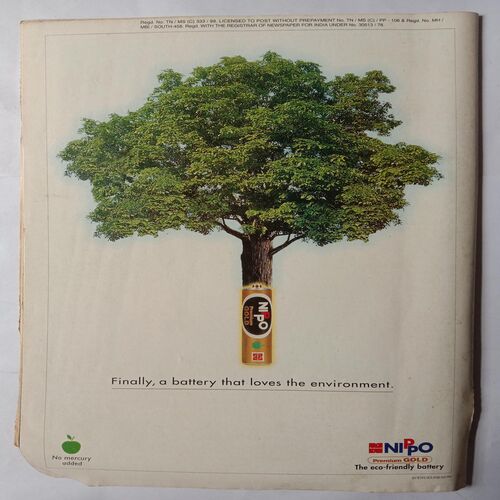 Regd. No. TN / MS (C) 333 / 99. LICENSED TO POST WITHOUT PREPAYMENT No. TN / MS (C) / PP - 106 & Regd. No. MH /
MBI / SOUTH-458. Regd. WITH THE REGISTRAR OF NEWSPAPER FOR INDIA UNDER No. 30513 / 76.
NIPPO
GOLD
Finally, a battery that loves the environment.
No mercury
added
NIPPO
Premium GOLD
The eco-friendly battery